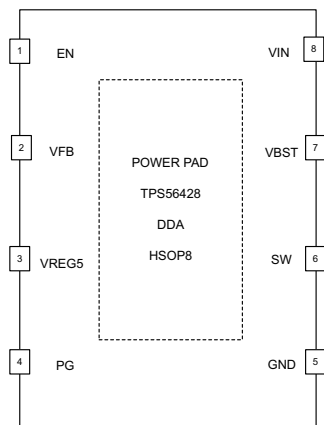 1 EN VIN 8
2 VFB VBST 7
POWER PAD
TPS56428
DDA
HSOP8
3 VREG5 SW 6
4 PG GND 5